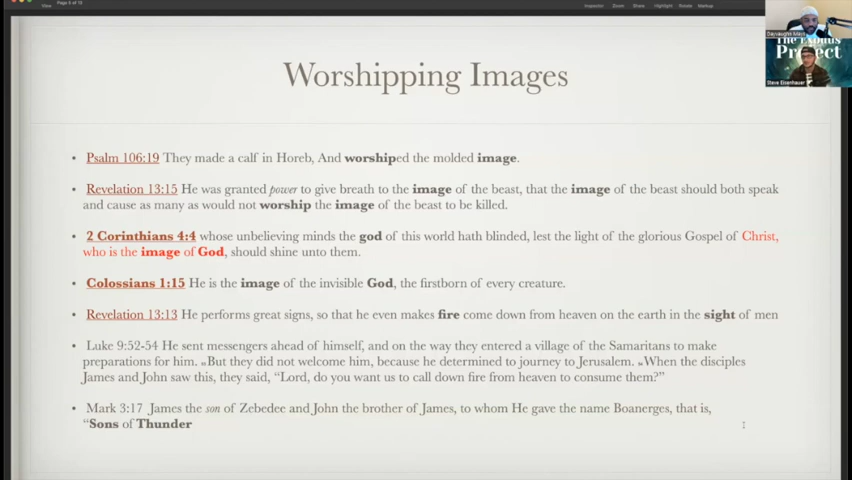 View
Page 5 of 15
Inspector Zoom Share Highlight Rotate Markup
The Exodus
Project
Steve Eisenhauer
Worshipping Images
• Psalm 106:19 They made a calf in Horeb, And worshiped the molded image.
• Revelation 13:15 He was granted power to give breath to the image of the beast, that the image of the beast should both speak
and cause as many as would not worship the image of the beast to be killed.
• 2 Corinthians 4:4 whose unbelieving minds the god of this world hath blinded, lest the light of the glorious Gospel of Christ,
who is the image of God, should shine unto them.
• Colossians 1:15 He is the image of the invisible God, the firstborn of every creature.
• Revelation 13:13 He performs great signs, so that he even makes fire come down from heaven on the earth in the sight of men
• Luke 9:52-54 He sent messengers ahead of himself, and on the way they entered a village of the Samaritans to make
preparations for him. But they did not welcome him, because he determined to journey to Jerusalem. When the disciples
James and John saw this, they said, “Lord, do you want us to call down fire from heaven to consume them?”
• Mark 3:17 James the son of Zebedee and John the brother of James, to whom He gave the name Boanerges, that is,
“Sons of Thunder